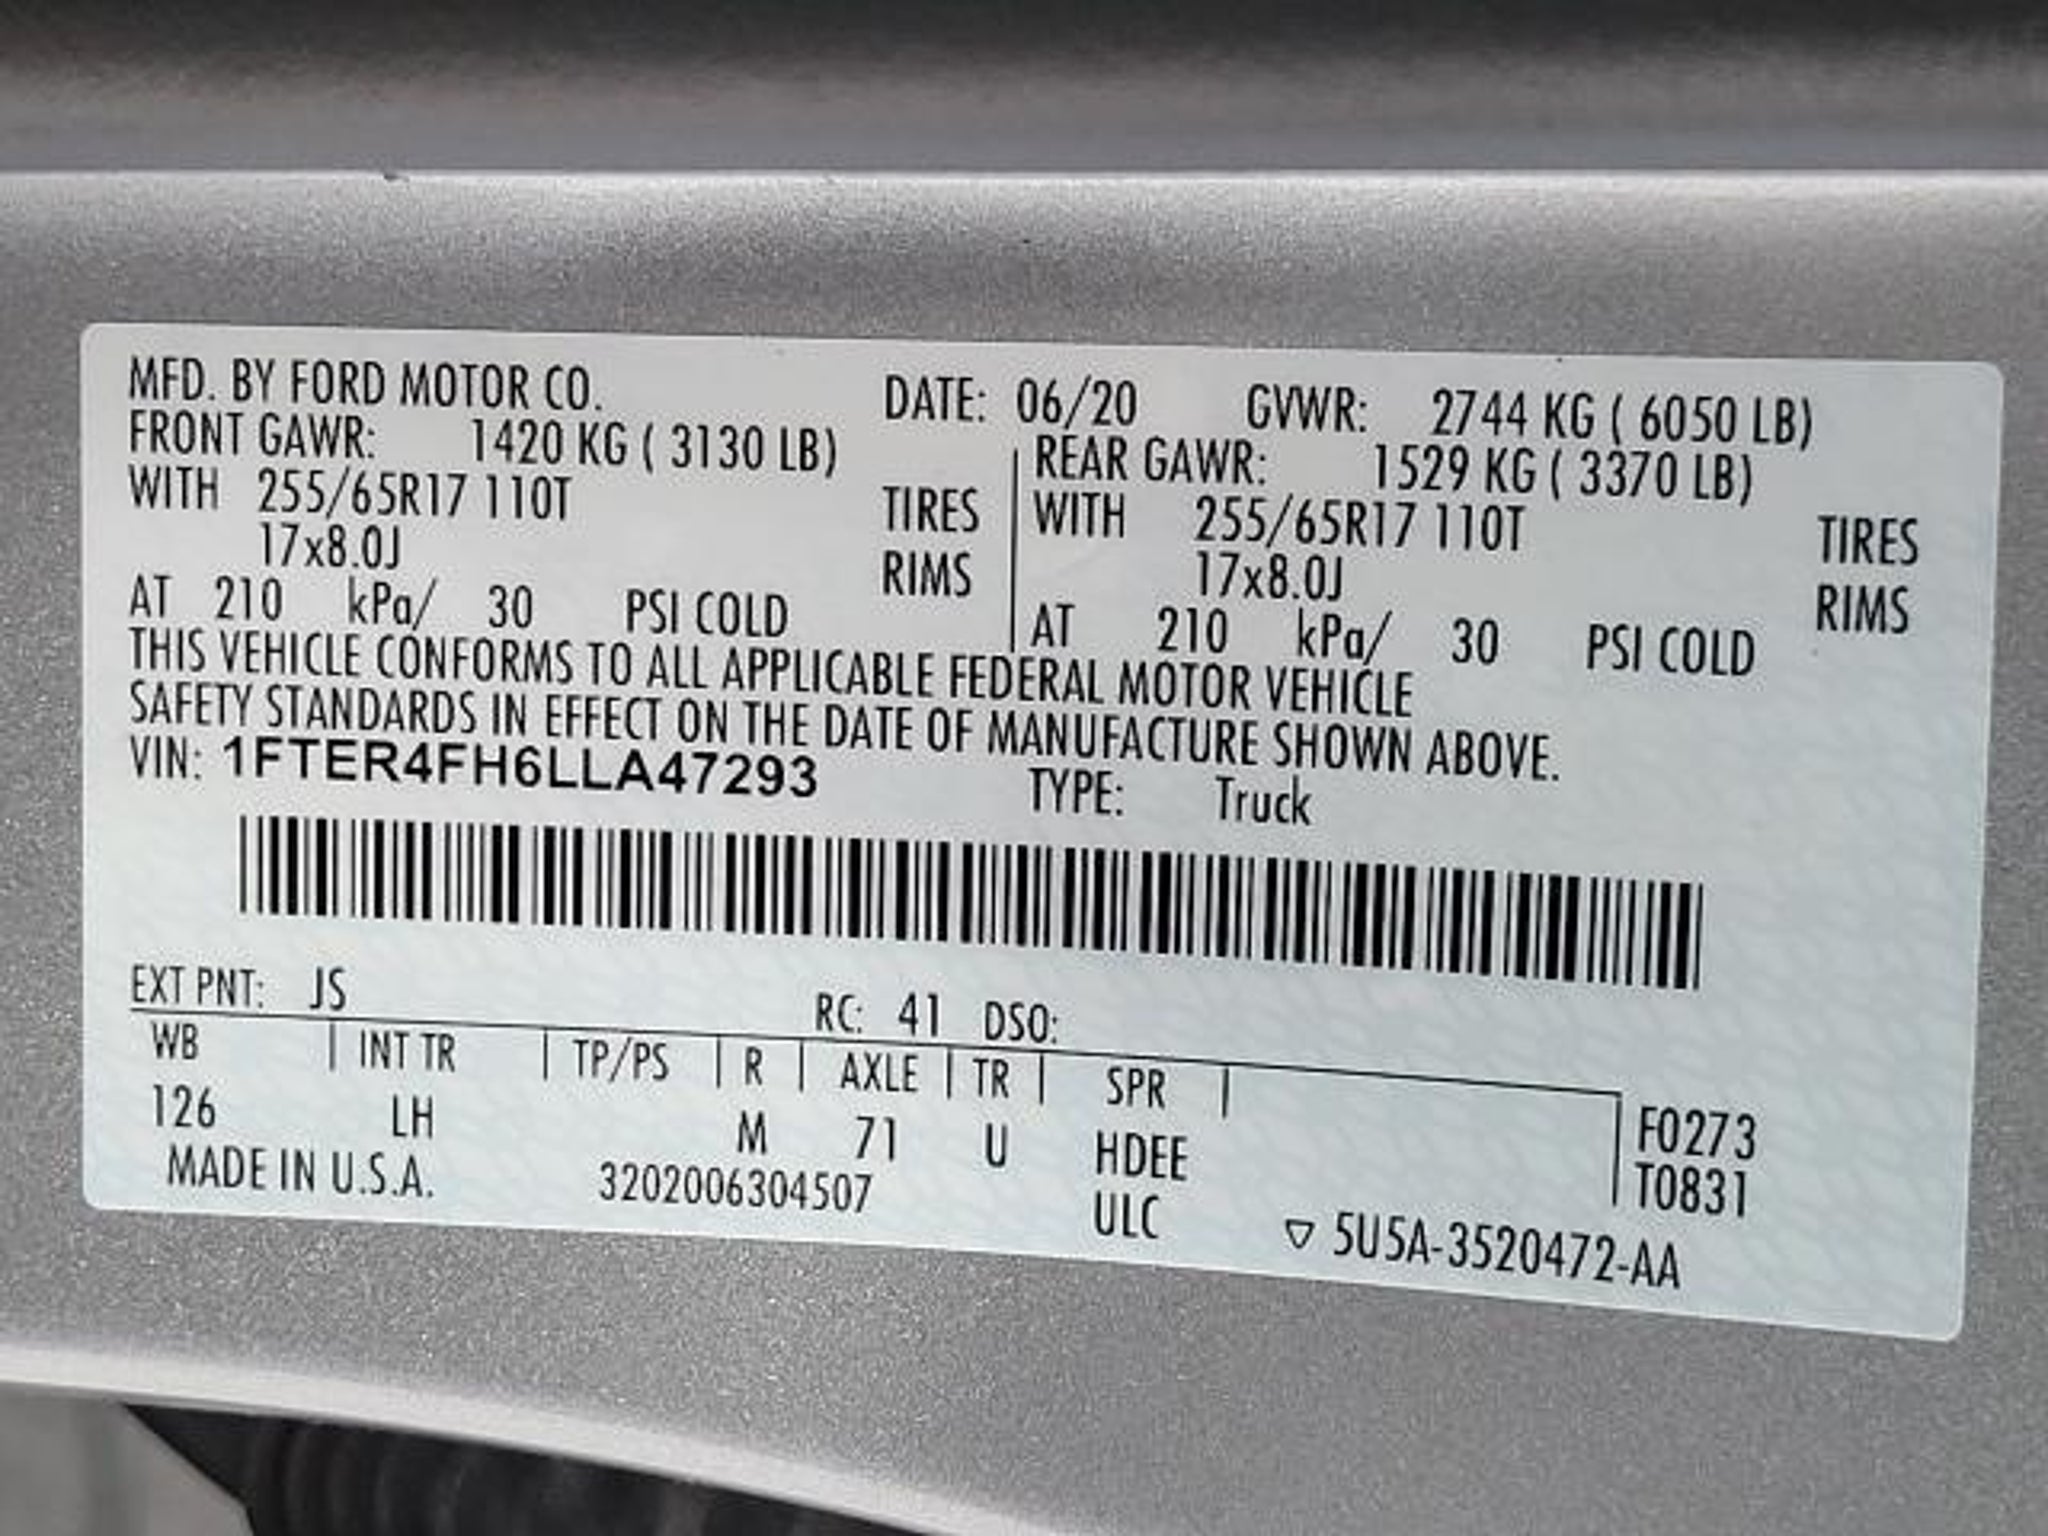 MFD. BY FORD MOTOR CO. DATE: 06/20 GVWR: 2744 KG ( 6050 LB)
FRONT GAWR: 1420 KG ( 3130 LB) REAR GAWR: 1529 KG ( 3370 LB)
WITH 255/65R17 110T TIRES WITH 255/65R17 110T TIRES
17x8.0J RIMS 17x8.0J RIMS
AT 210 kPa/ 30 PSI COLD AT 210 kPa/ 30 PSI COLD
THIS VEHICLE CONFORMS TO ALL APPLICABLE FEDERAL MOTOR VEHICLE
SAFETY STANDARDS IN EFFECT ON THE DATE OF MANUFACTURE SHOWN ABOVE.
VIN: 1FTER4FH6LLA47293 TYPE: Truck
EXT PNT: JS RC: 41 DSO:
WB | INT TR | TP/PS | R | AXLE | TR | SPR |
126 LH M 71 U HDEE F0273
MADE IN U.S.A. 3202006304507 ULC T0831
▽ 5U5A-3520472-AA